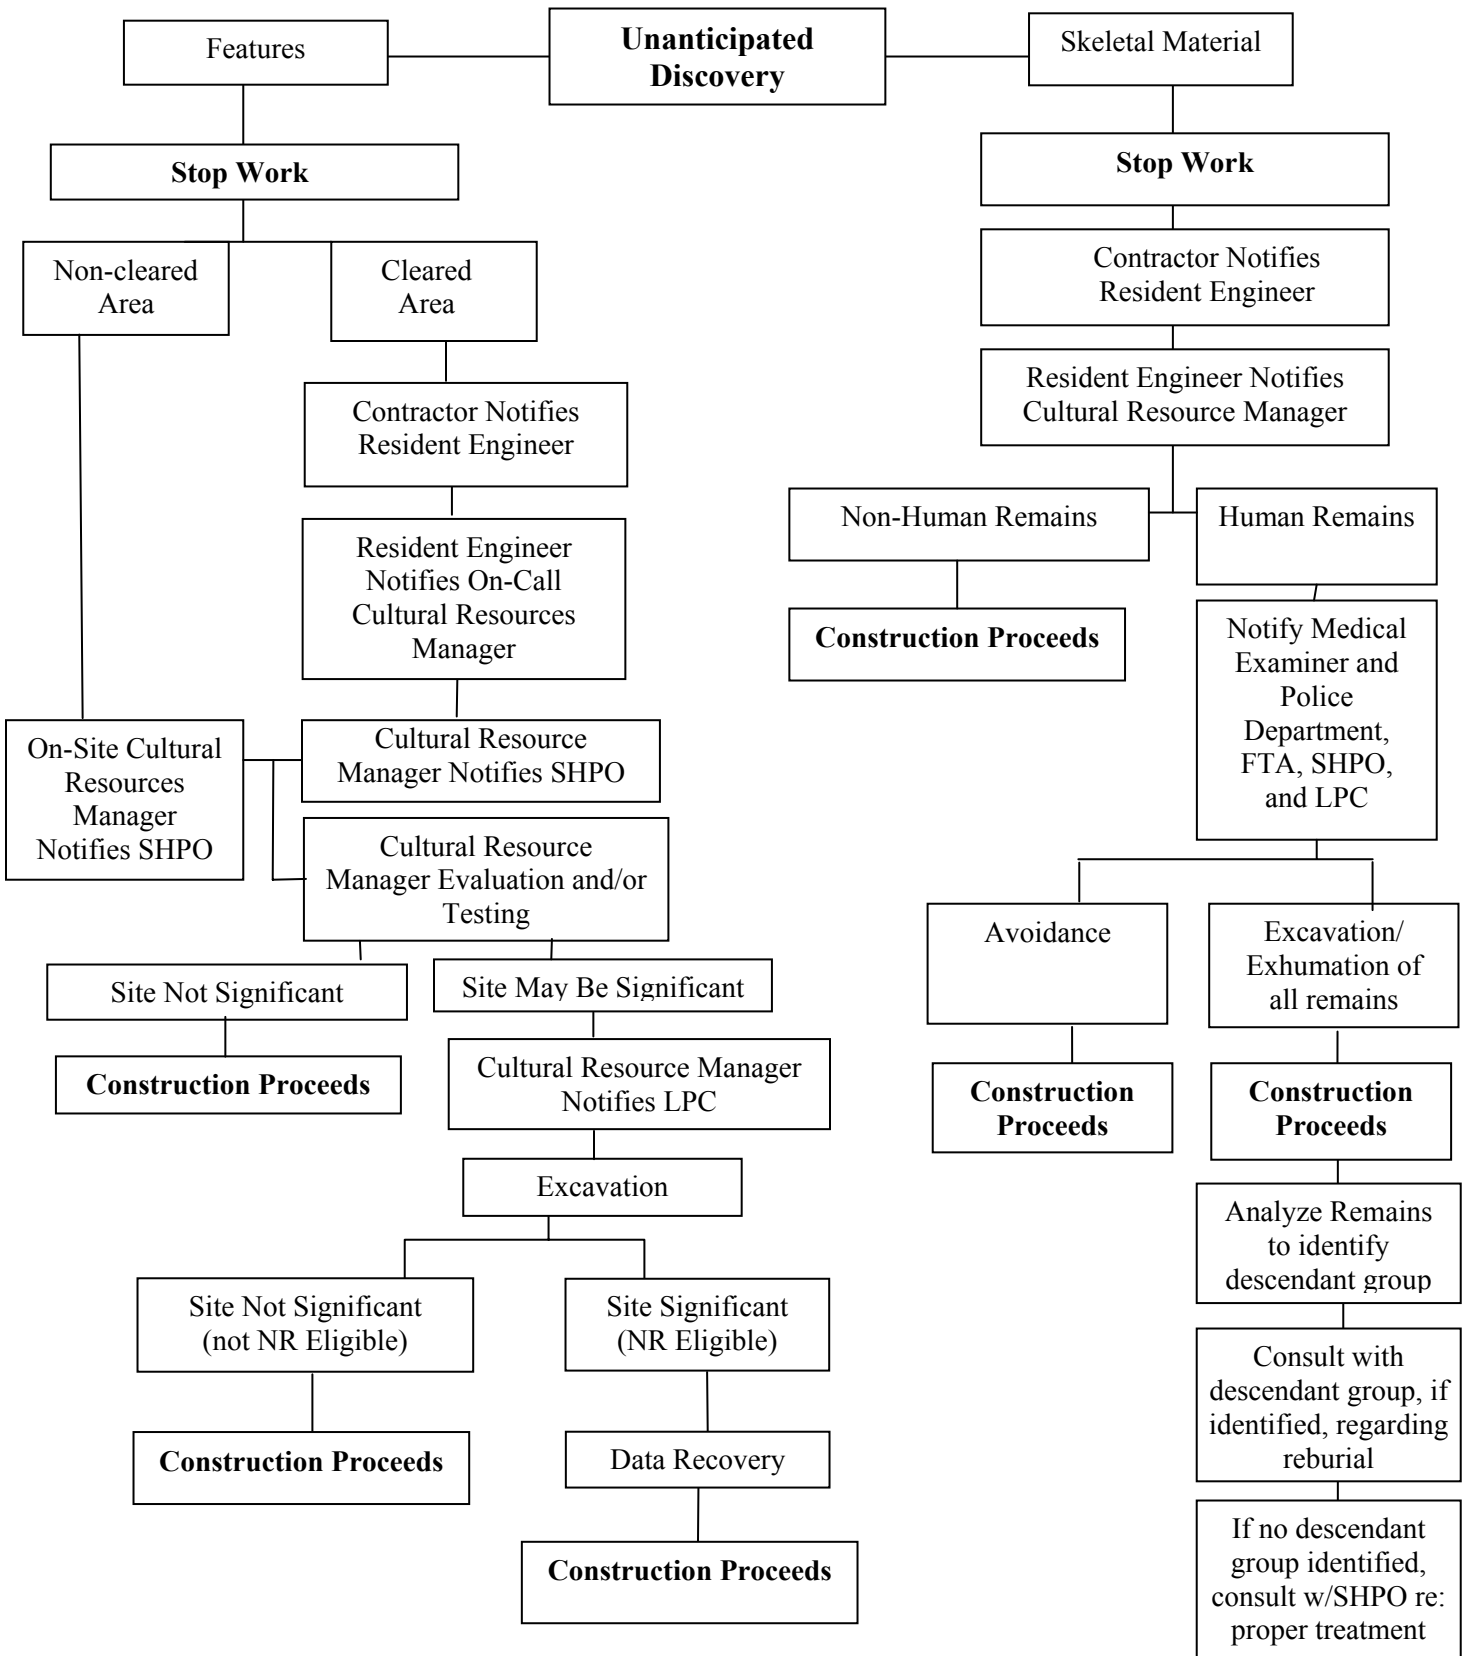 Features
Unanticipated
Discovery
Skeletal Material
Stop Work
Stop Work
Non-cleared
Area
Cleared
Area
Contractor Notifies
Resident Engineer
Contractor Notifies
Resident Engineer
Resident Engineer Notifies
Cultural Resource Manager
Resident Engineer
Notifies On-Call
Cultural Resources
Manager
Non-Human Remains
Human Remains
Construction Proceeds
Notify Medical
Examiner and
Police
Department,
FTA, SHPO,
and LPC
On-Site Cultural
Resources
Manager
Notifies SHPO
Cultural Resource
Manager Notifies SHPO
Cultural Resource
Manager Evaluation and/or
Testing
Avoidance
Excavation/
Exhumation of
all remains
Site Not Significant
Site May Be Significant
Construction Proceeds
Cultural Resource Manager
Notifies LPC
Construction
Proceeds
Construction
Proceeds
Excavation
Analyze Remains
to identify
descendant group
Site Not Significant
(not NR Eligible)
Site Significant
(NR Eligible)
Consult with
descendant group, if
identified, regarding
reburial
Construction Proceeds
Data Recovery
Construction Proceeds
If no descendant
group identified,
consult w/SHPO re:
proper treatment